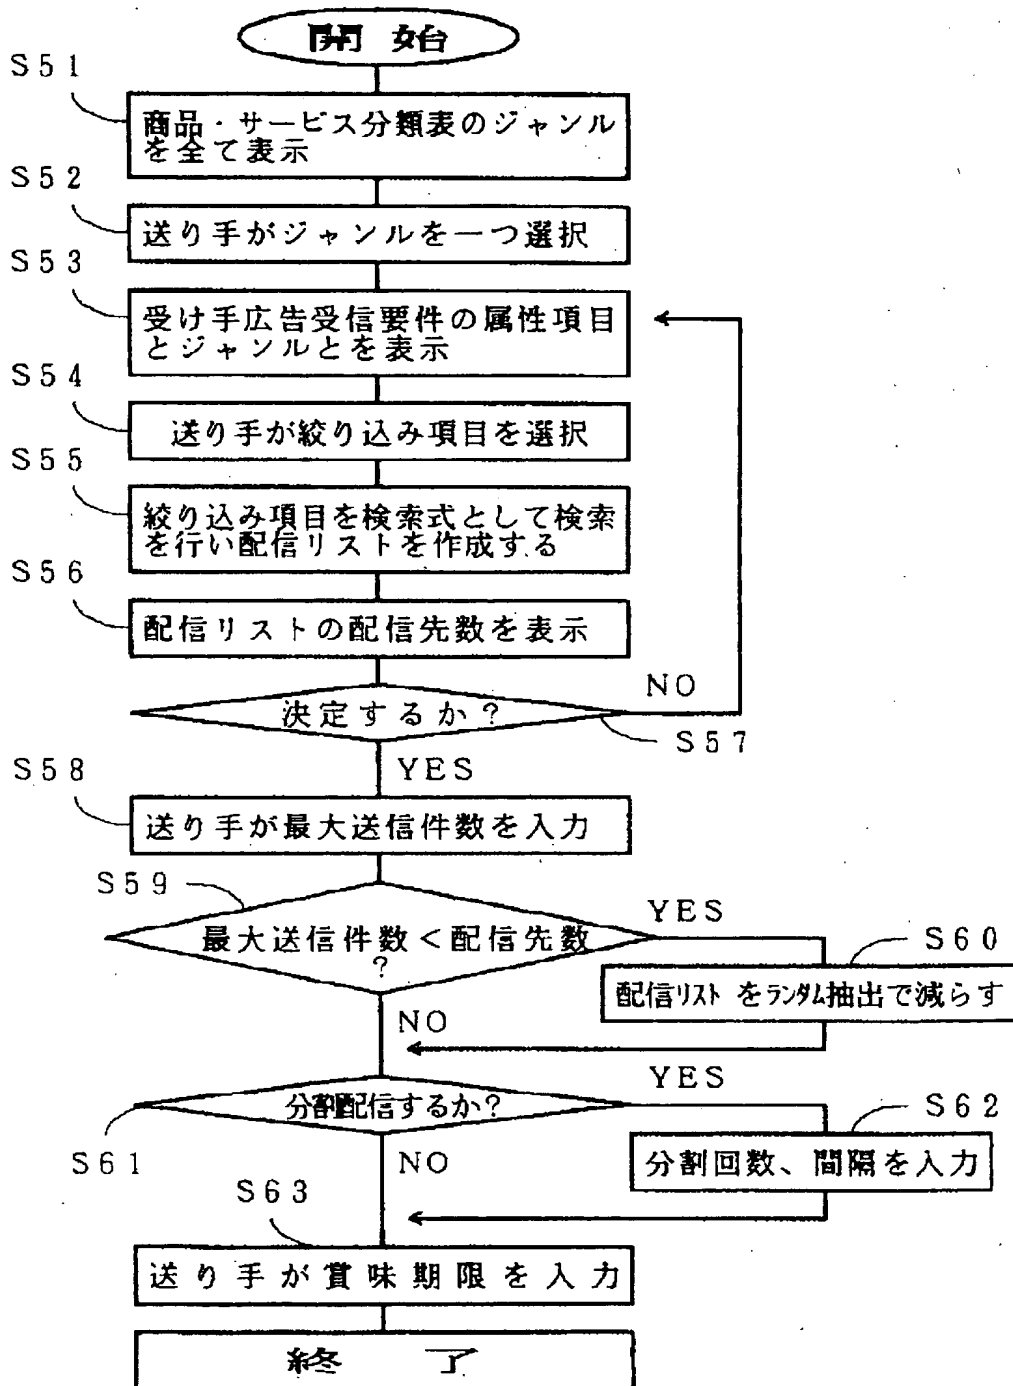 開始
S51
商品・サービス分類表のジャンル
を全て表示
S52
送り手がジャンルを一つ選択
S53
受け手広告受信要件の属性項目
とジャンルとを表示
S54
送り手が絞り込み項目を選択
S55
絞り込み項目を検索式として検索
を行い配信リストを作成する
S56
配信リストの配信先数を表示
NO
決定するか?
S57
YES
S58
送り手が最大送信件数を入力
S59
YES
最大送信件数<配信先数
?
S60
配信リストをランダム抽出で減らす
NO
YES
分割配信するか?
S61
S62
分割回数、間隔を入力
NO
S63
送り手が賞味期限を入力
終了